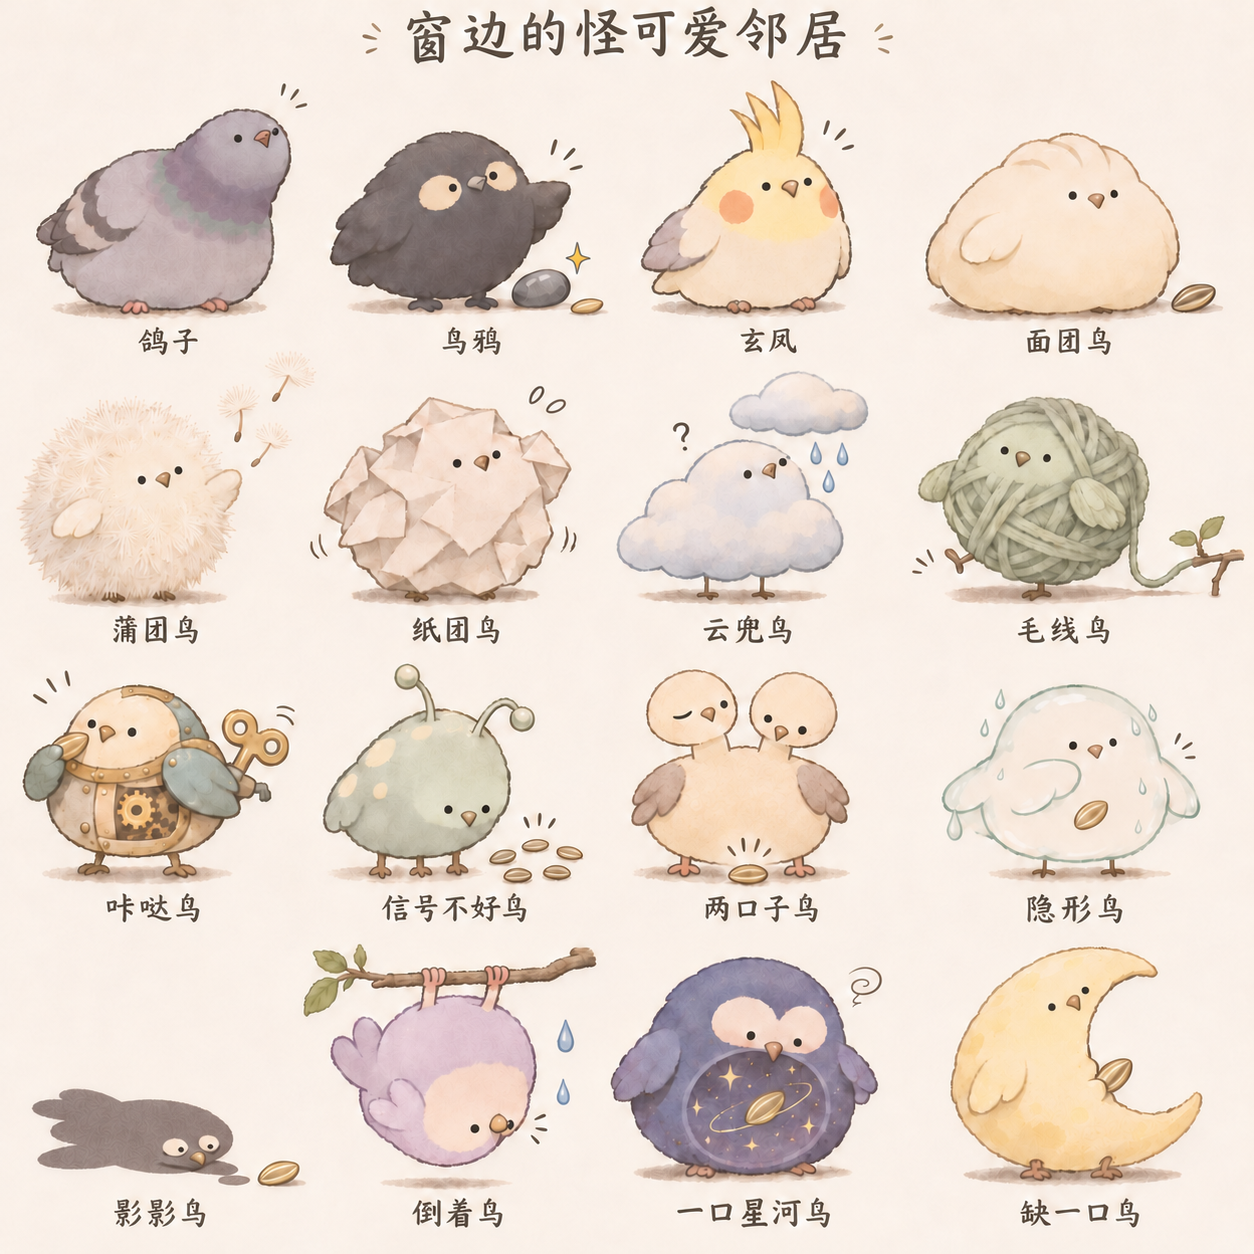 窗边的怪可爱邻居
鸽子
鸟鸦
玄凤
面团鸟
蒲团鸟
纸团鸟
云兜鸟
毛线鸟
咔哒鸟
信号不好鸟
两口子鸟
隐形鸟
影影鸟
倒着鸟
一口星河鸟
缺一口鸟